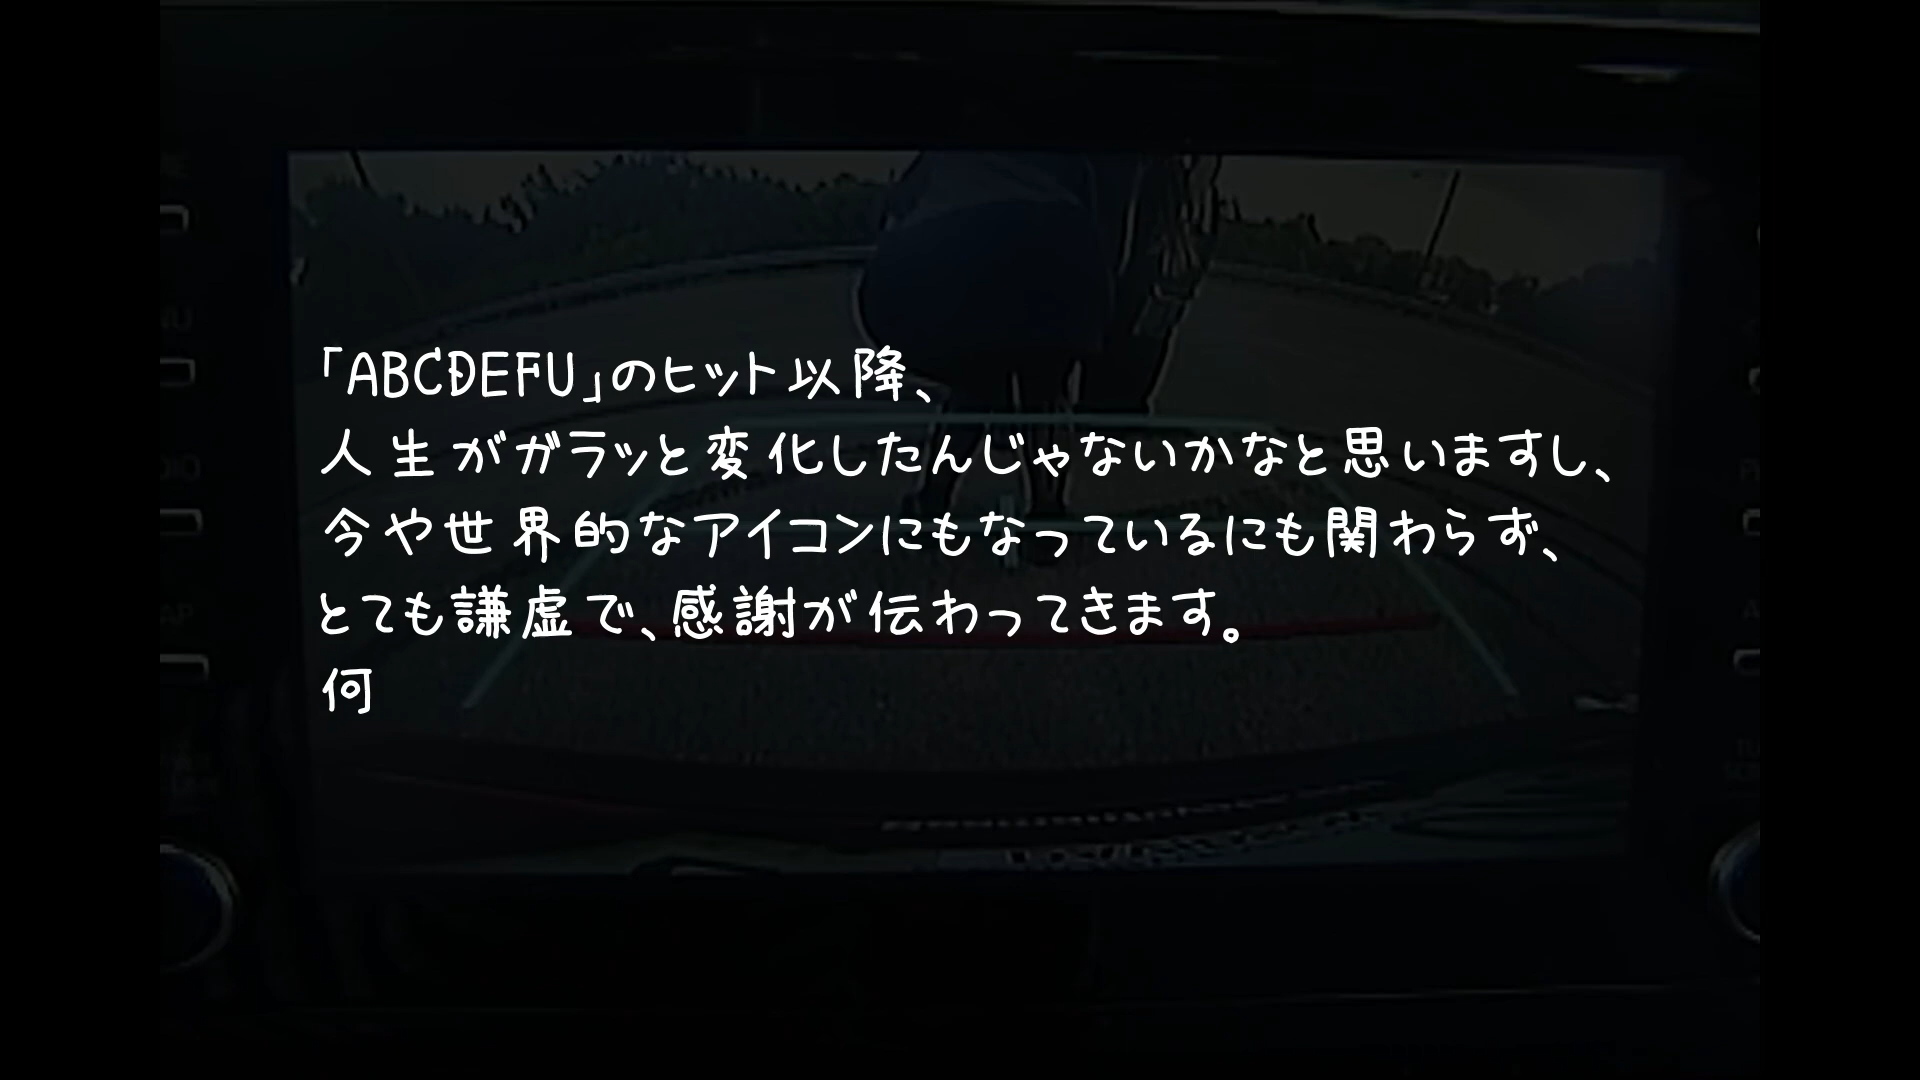 「ABCDEFU」のヒット以降、
人生がガラッと変化したんじゃないかなと思いますし、
今や世界的なアイコンにもなっているにも関わらず、
とても謙虚で、感謝が伝わってきます。
何